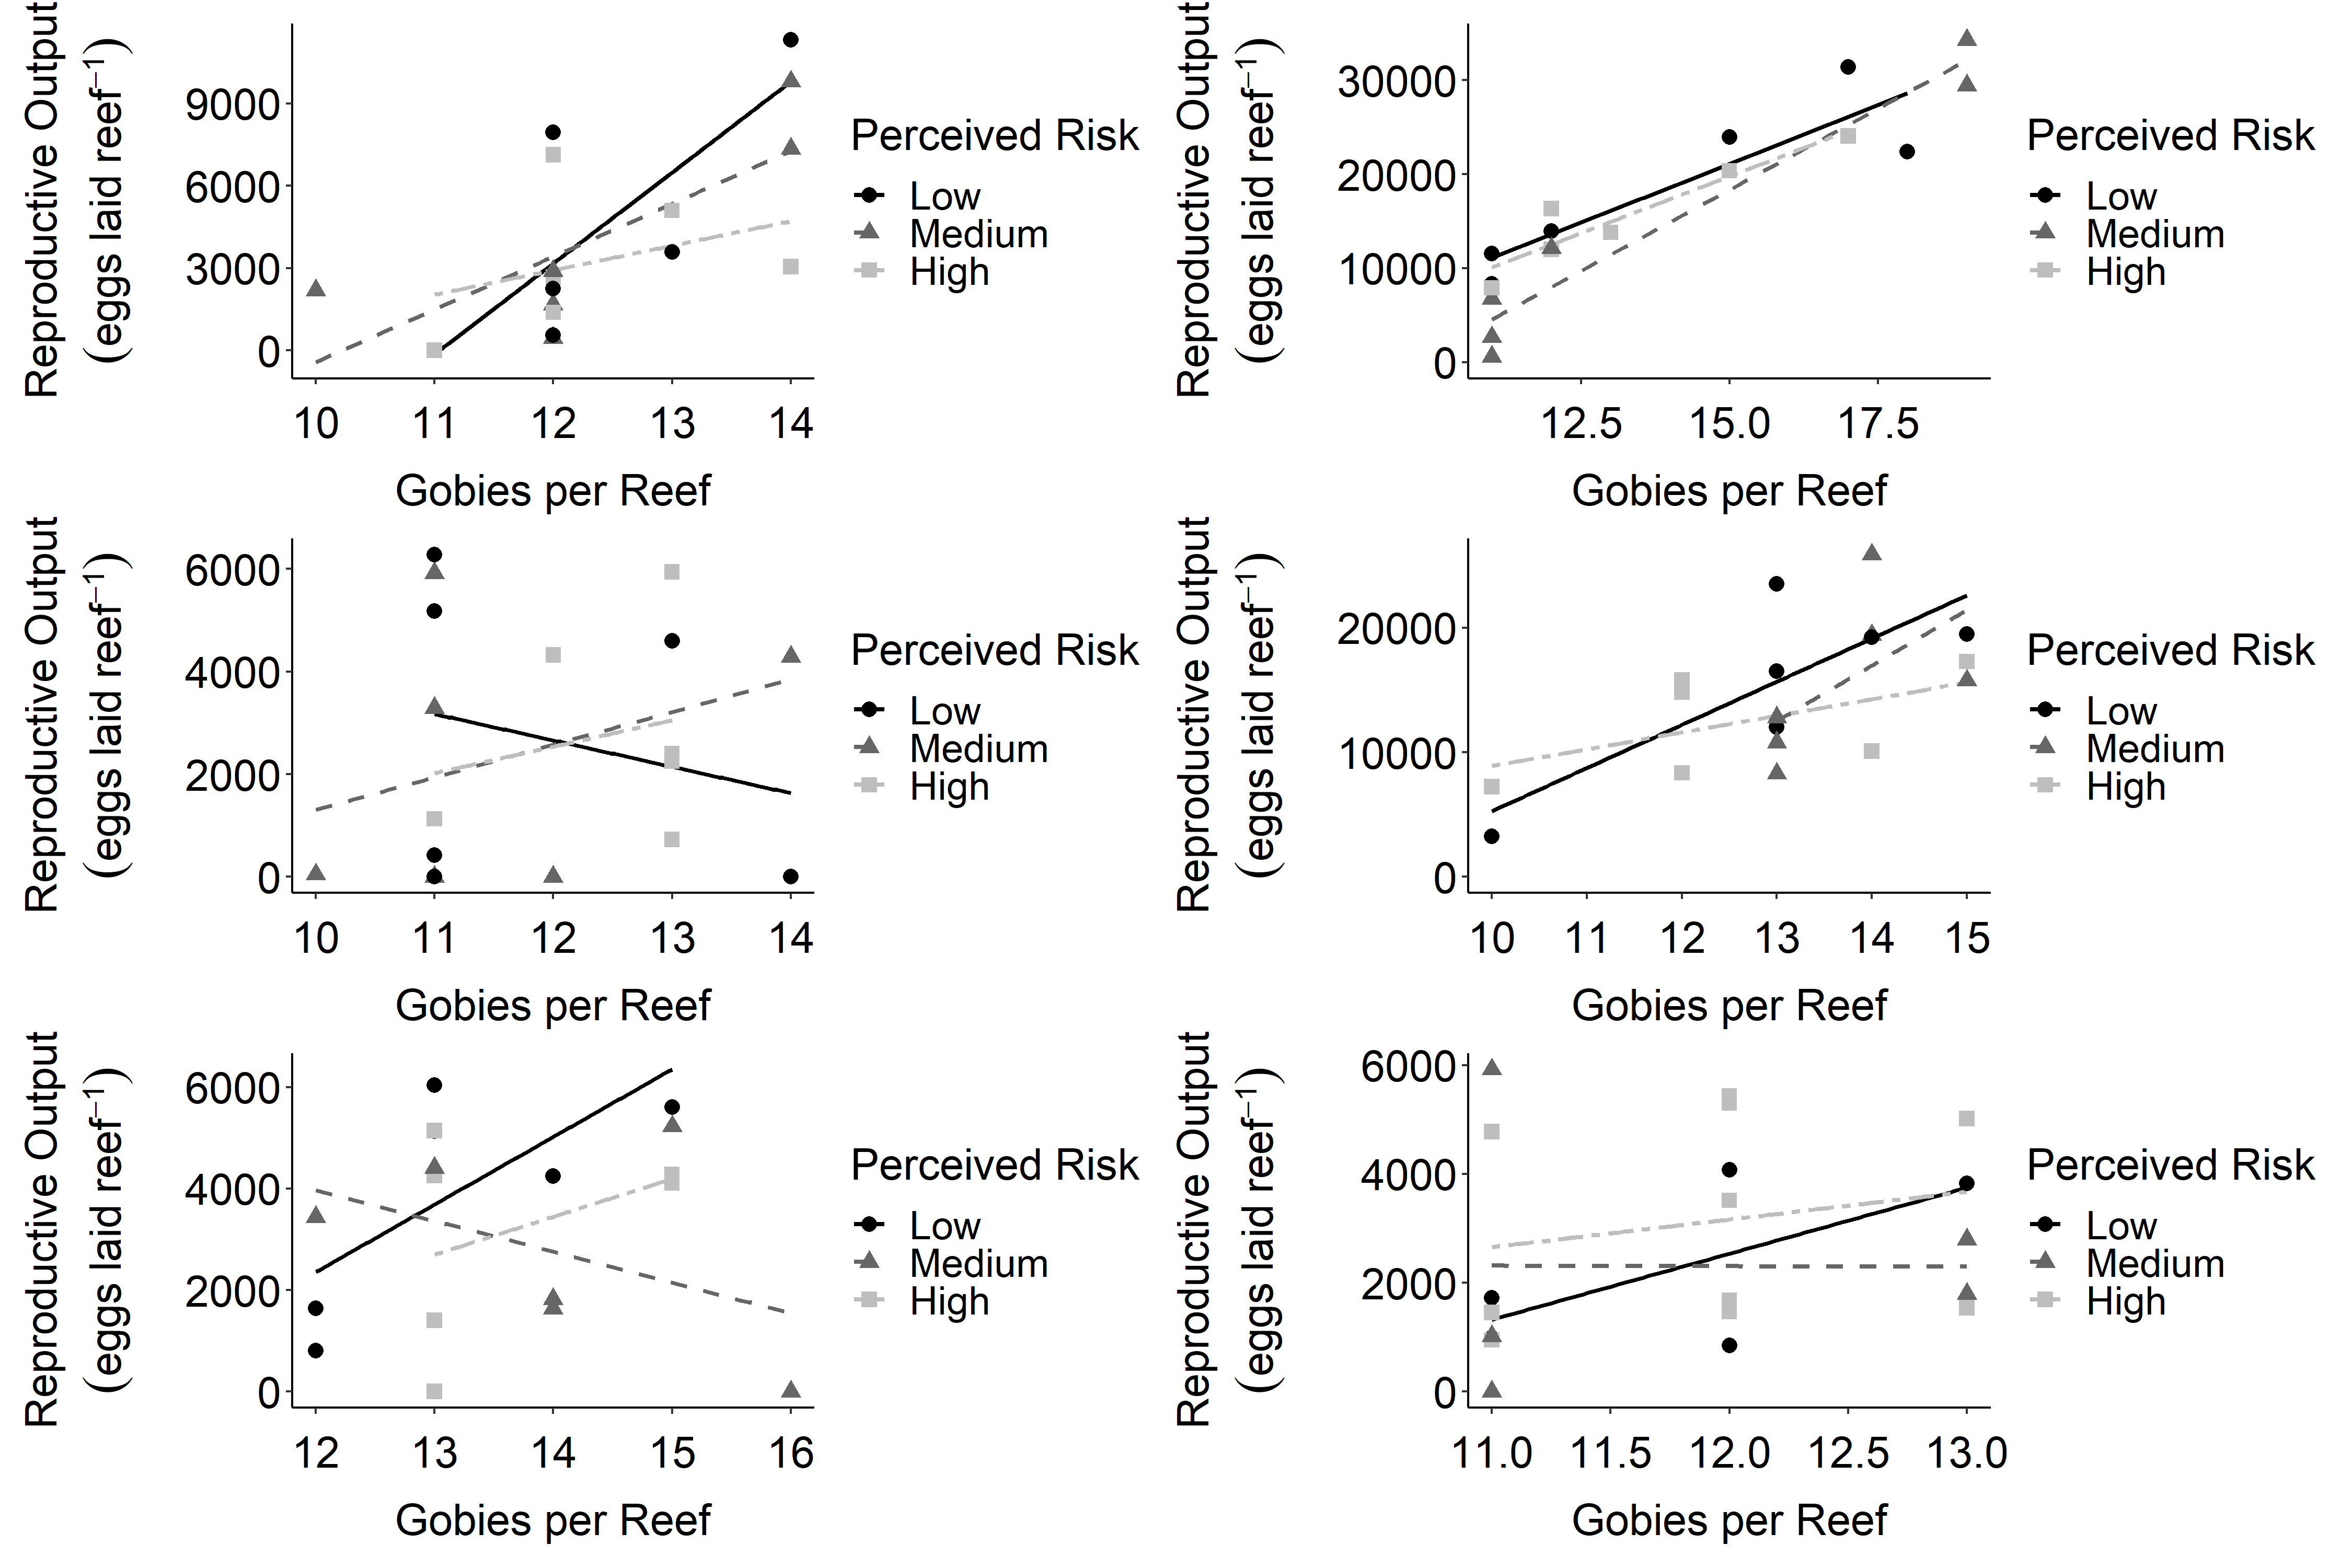 Reproductive Output
(eggs laid reef⁻¹)
9000
6000
3000
0
10 11 12 13 14
Gobies per Reef
Perceived Risk
Low
Medium
High
Reproductive Output
(eggs laid reef⁻¹)
30000
20000
10000
0
12.5 15.0 17.5
Gobies per Reef
Perceived Risk
Low
Medium
High
Reproductive Output
(eggs laid reef⁻¹)
6000
4000
2000
0
10 11 12 13 14
Gobies per Reef
Perceived Risk
Low
Medium
High
Reproductive Output
(eggs laid reef⁻¹)
20000
10000
0
10 11 12 13 14 15
Gobies per Reef
Perceived Risk
Low
Medium
High
Reproductive Output
(eggs laid reef⁻¹)
6000
4000
2000
0
12 13 14 15 16
Gobies per Reef
Perceived Risk
Low
Medium
High
Reproductive Output
(eggs laid reef⁻¹)
6000
4000
2000
0
11.0 11.5 12.0 12.5 13.0
Gobies per Reef
Perceived Risk
Low
Medium
High